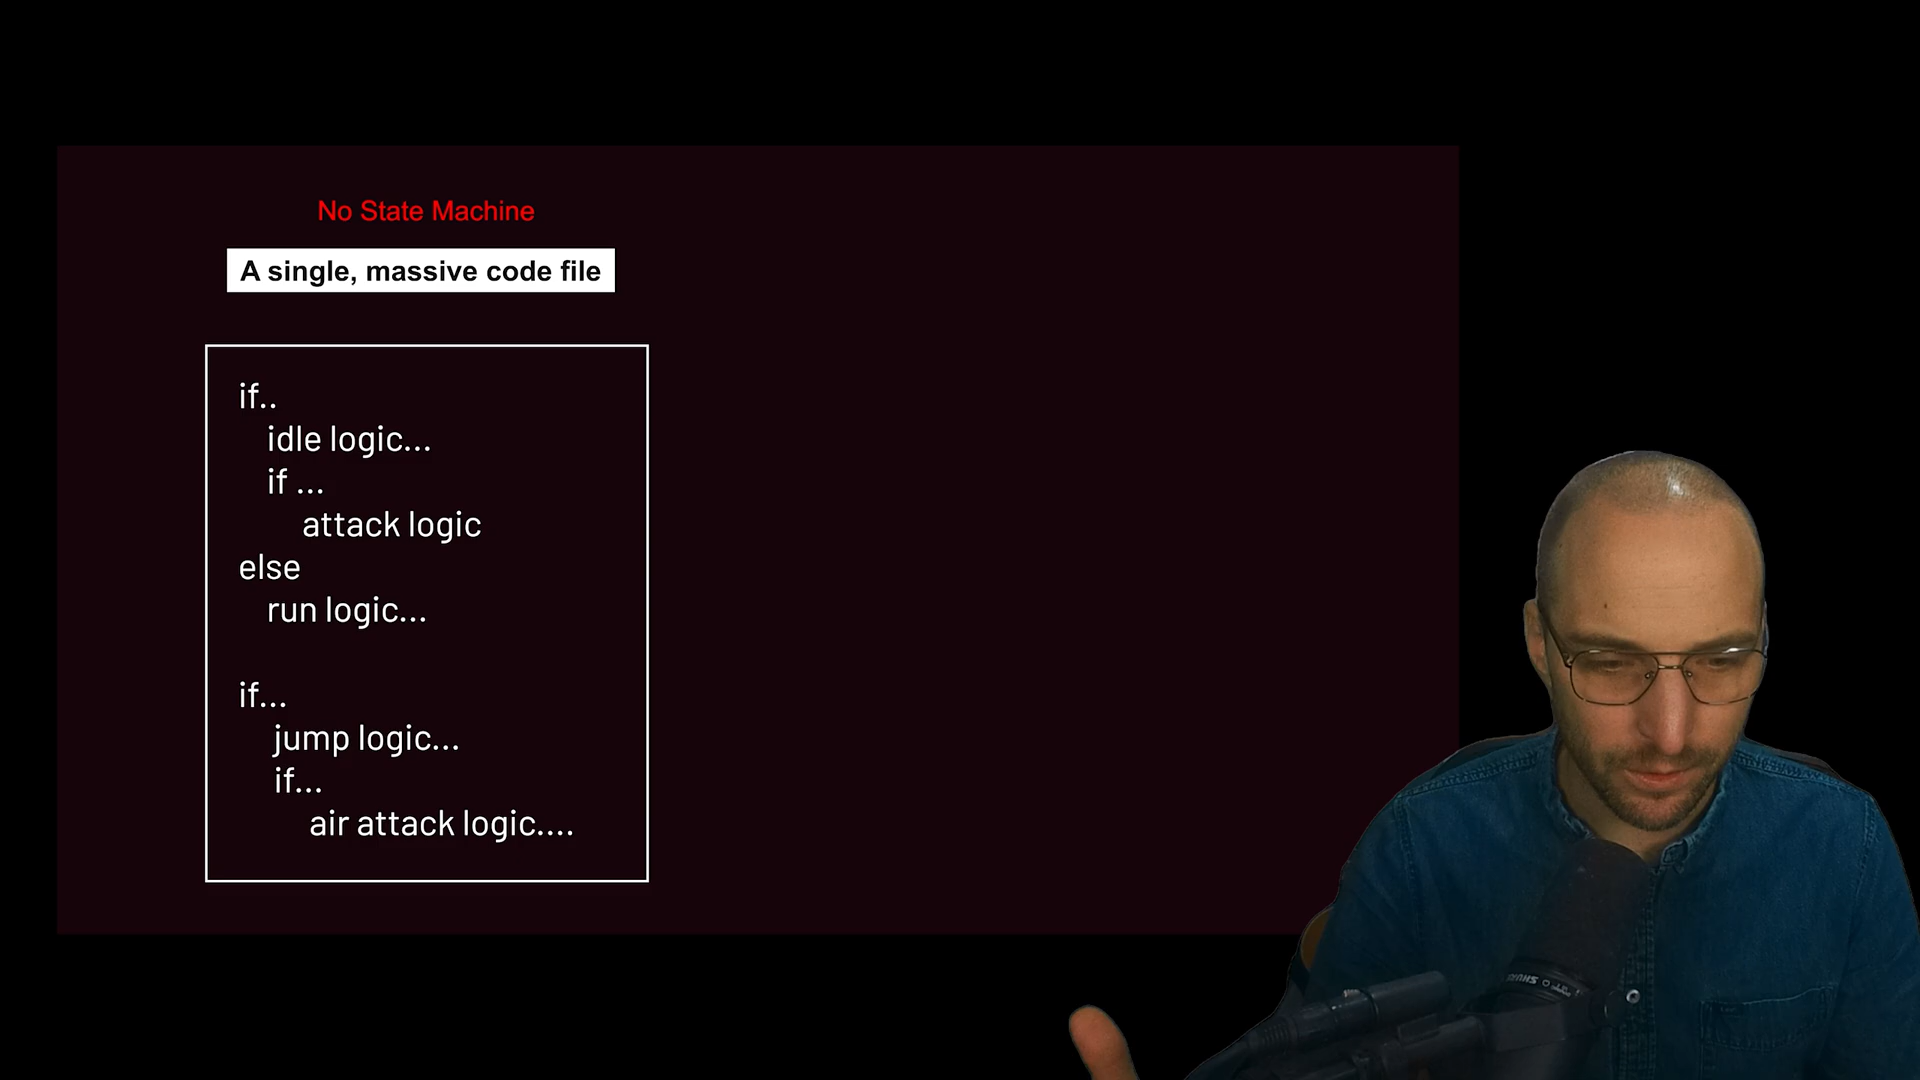 No State Machine
A single, massive code file
if..
idle logic...
if ...
attack logic
else
run logic...
if...
jump logic...
if...
air attack logic....
SHURE